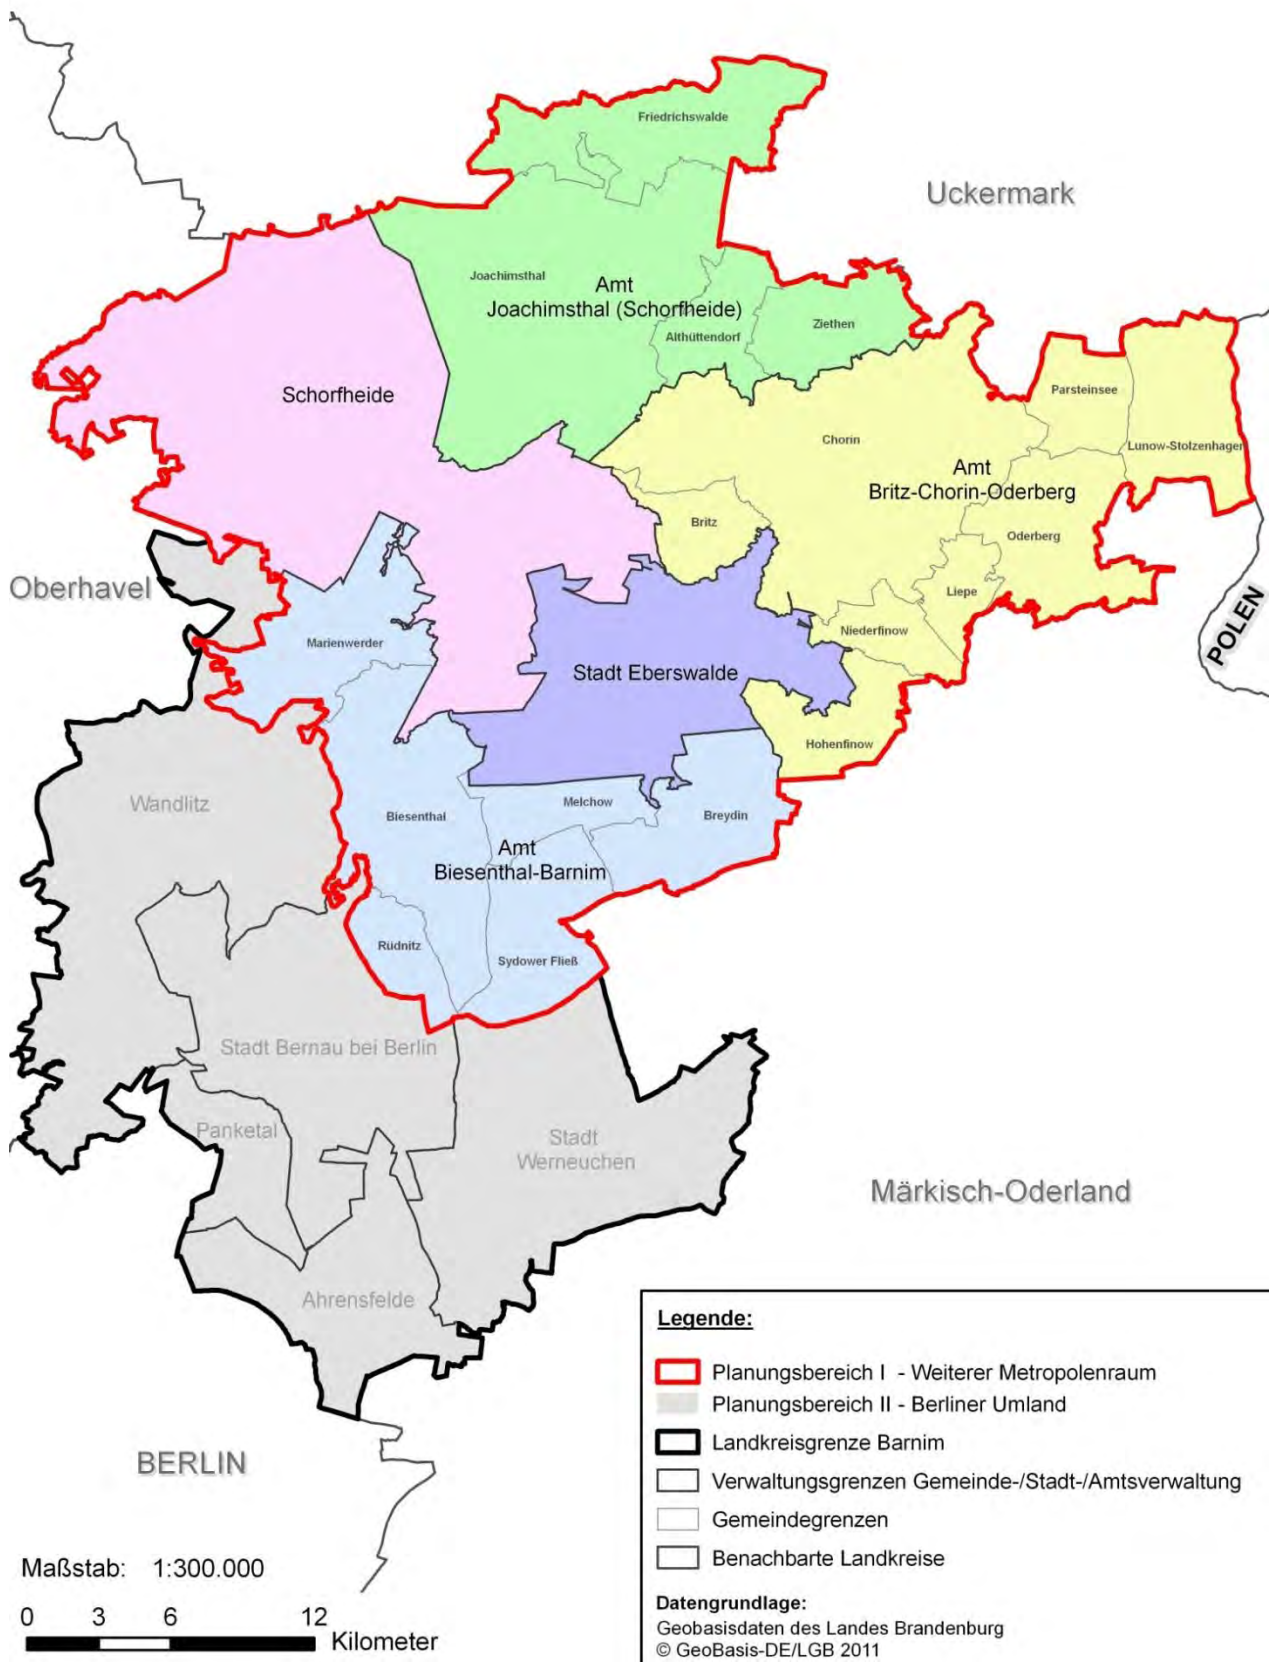 Friedrichswalde
Uckermark
Joachimsthal
Amt
Joachimsthal (Schorfheide)
Ziethen
Althüttendorf
Schorfheide
Parsteinsee
Chorin
Lunow-Stolzenhagen
Amt
Britz-Chorin-Oderberg
Britz
Oderberg
Oberhavel
Liepe
Niederfinow
Marienwerder
POLEN
Stadt Eberswalde
Hohenfinow
Wandlitz
Melchow
Biesenthal
Breydin
Amt
Biesenthal-Barnim
Rüdnitz
Sydower Fließ
Stadt Bernau bei Berlin
Panketal
Stadt
Werneuchen
Märkisch-Oderland
Ahrensfelde
BERLIN
Legende:
Planungsbereich I - Weiterer Metropolenraum
Planungsbereich II - Berliner Umland
Landkreisgrenze Barnim
Verwaltungsgrenzen Gemeinde-/Stadt-/Amtsverwaltung
Gemeindegrenzen
Benachbarte Landkreise
Datengrundlage:
Geobasisdaten des Landes Brandenburg
© GeoBasis-DE/LGB 2011
Maßstab: 1:300.000
0 3 6 12
Kilometer